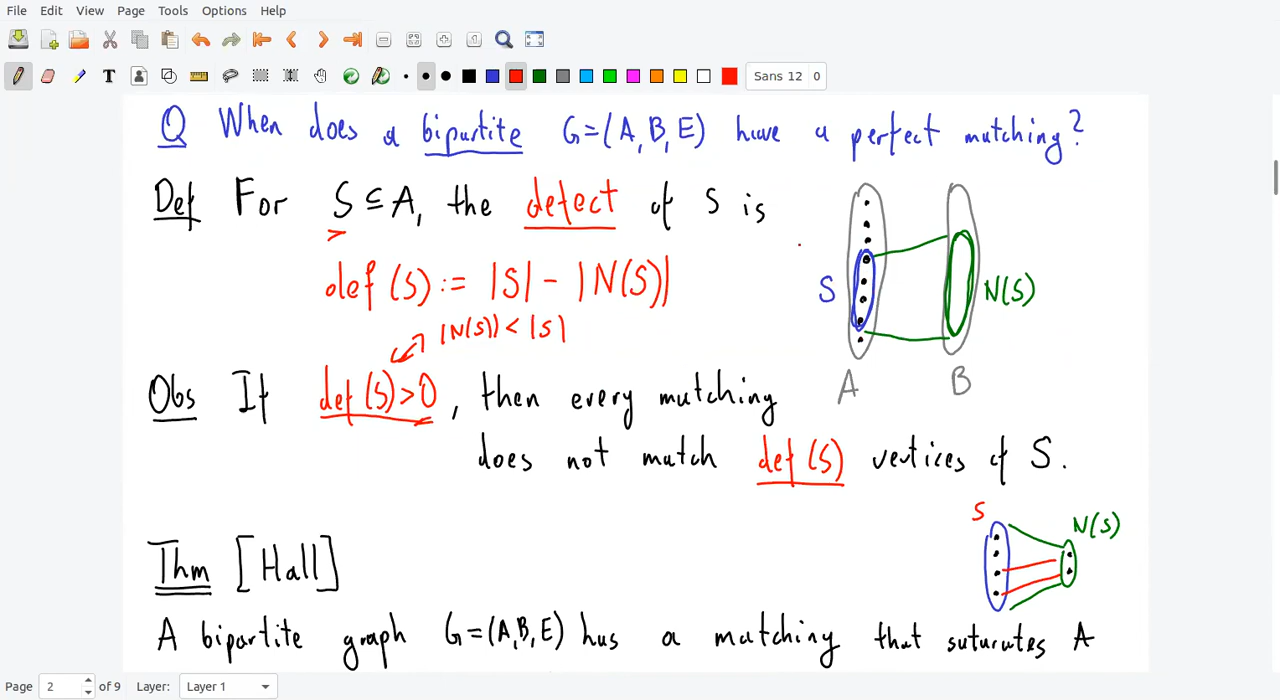 File Edit View Page Tools Options Help
T Sans 12 0
Q When does a bipartite G=(A,B,E) have a perfect matching?
Def For S⊆A, the defect of S is
def(S) := |S| - |N(S)|
|N(S)| < |S|
S N(S)
A B
Obs If def(S)>0, then every matching
does not match def(S) vertices of S.
S N(S)
Thm [Hall]
A bipartite graph G=(A,B,E) has a matching that saturates A
Page 2 of 9 Layer: Layer 1